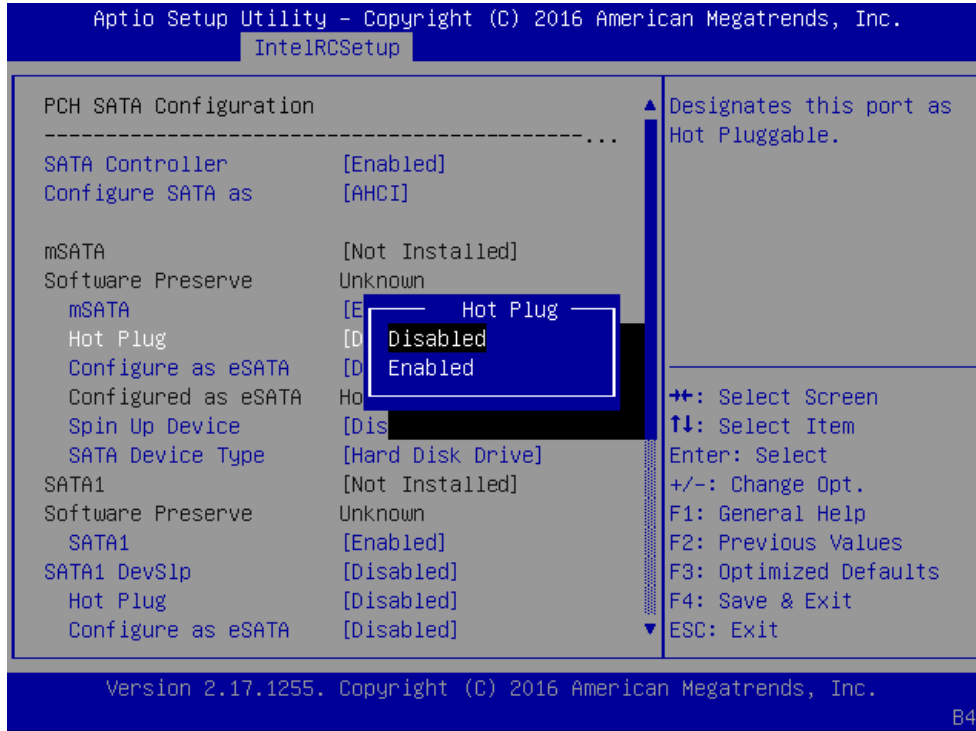 Aptio Setup Utility – Copyright (C) 2016 American Megatrends, Inc.
IntelRCSetup
PCH SATA Configuration
--------------------------------------------...
SATA Controller [Enabled]
Configure SATA as [AHCI]
mSATA [Not Installed]
Software Preserve Unknown
mSATA [E
Hot Plug [D
Configure as eSATA [D
Configured as eSATA Ho
Spin Up Device [Dis
SATA Device Type [Hard Disk Drive]
SATA1 [Not Installed]
Software Preserve Unknown
SATA1 [Enabled]
SATA1 DevSlp [Disabled]
Hot Plug [Disabled]
Configure as eSATA [Disabled]
Hot Plug
Disabled
Enabled
Designates this port as
Hot Pluggable.
→←: Select Screen
↑↓: Select Item
Enter: Select
+/-: Change Opt.
F1: General Help
F2: Previous Values
F3: Optimized Defaults
F4: Save & Exit
ESC: Exit
Version 2.17.1255. Copyright (C) 2016 American Megatrends, Inc.
B4